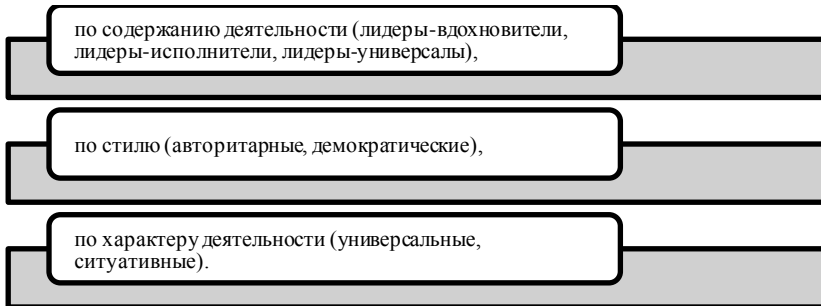 по содержанию деятельности (лидеры-вдохновители,
лидеры-исполнители, лидеры-универсалы),
по стилю (авторитарные, демократические),
по характеру деятельности (универсальные,
ситуативные).